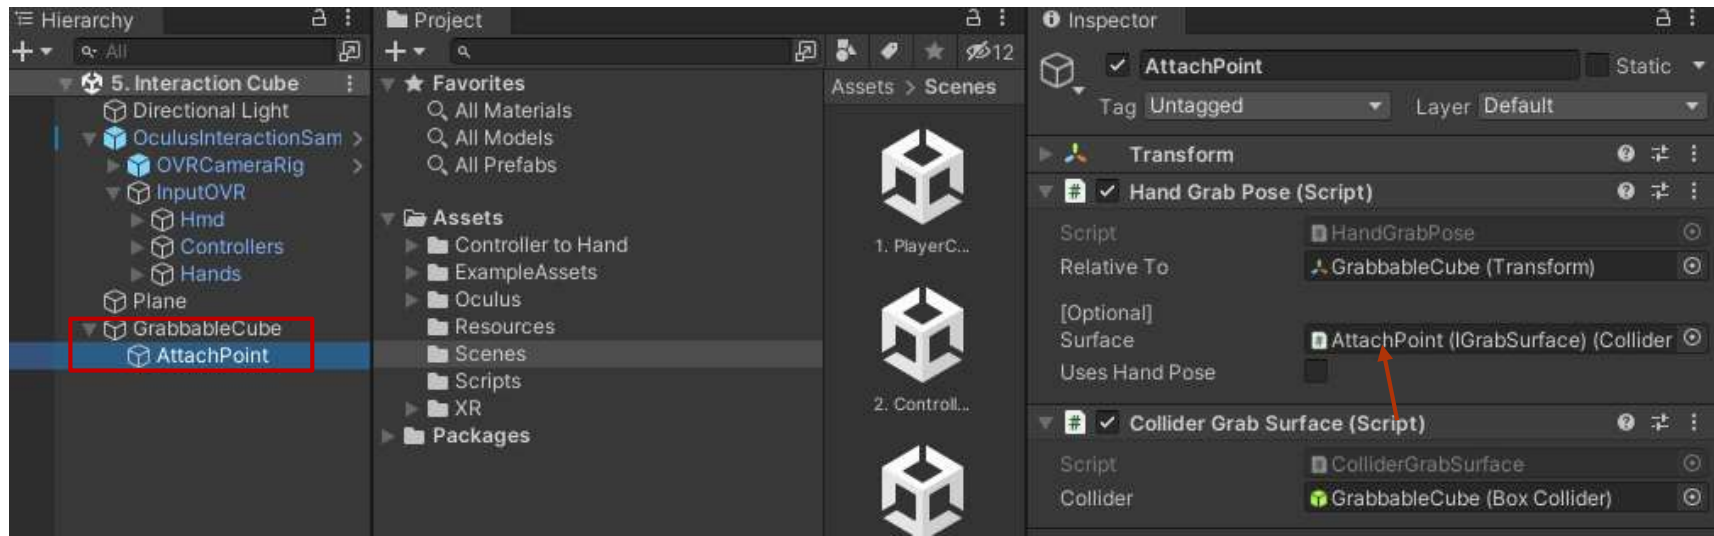 Hierarchy
All
5. Interaction Cube
Directional Light
OculusInteractionSam
OVRCameraRig
InputOVR
Hmd
Controllers
Hands
Plane
GrabbableCube
AttachPoint
Project
12
Favorites
All Materials
All Models
All Prefabs
Assets
Controller to Hand
ExampleAssets
Oculus
Resources
Scenes
Scripts
XR
Packages
Assets > Scenes
1. PlayerC...
2. Controll...
Inspector
AttachPoint
Static
Tag Untagged
Layer Default
Transform
Hand Grab Pose (Script)
Script HandGrabPose
Relative To GrabbableCube (Transform)
[Optional]
Surface AttachPoint (IGrabSurface) (Collider
Uses Hand Pose
Collider Grab Surface (Script)
Script ColliderGrabSurface
Collider GrabbableCube (Box Collider)